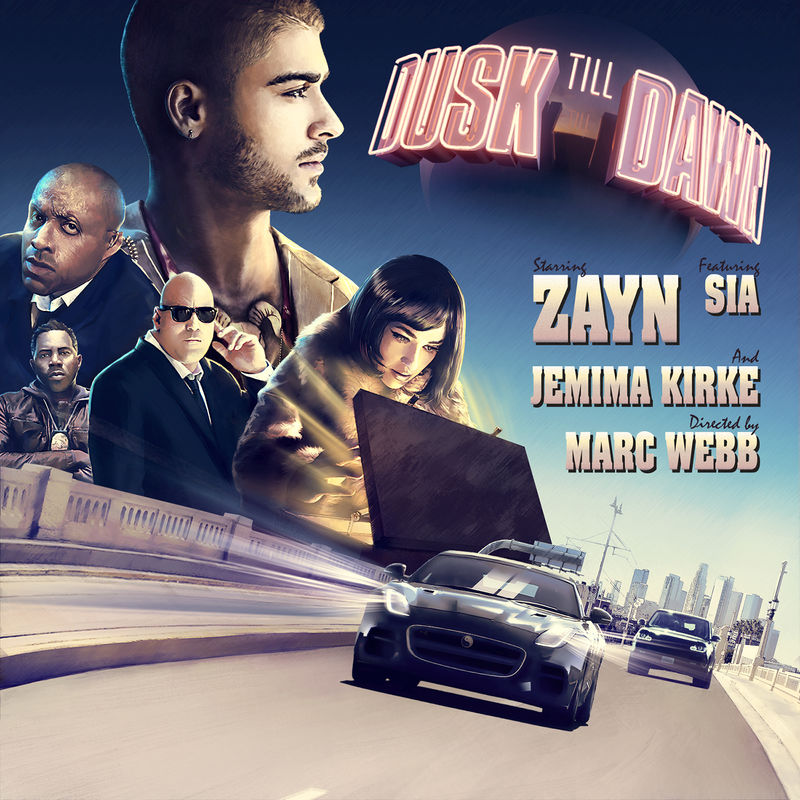 DUSK TILL DAWN
Starring Featuring
ZAYN SIA
And
JEMIMA KIRKE
Directed by
MARC WEBB